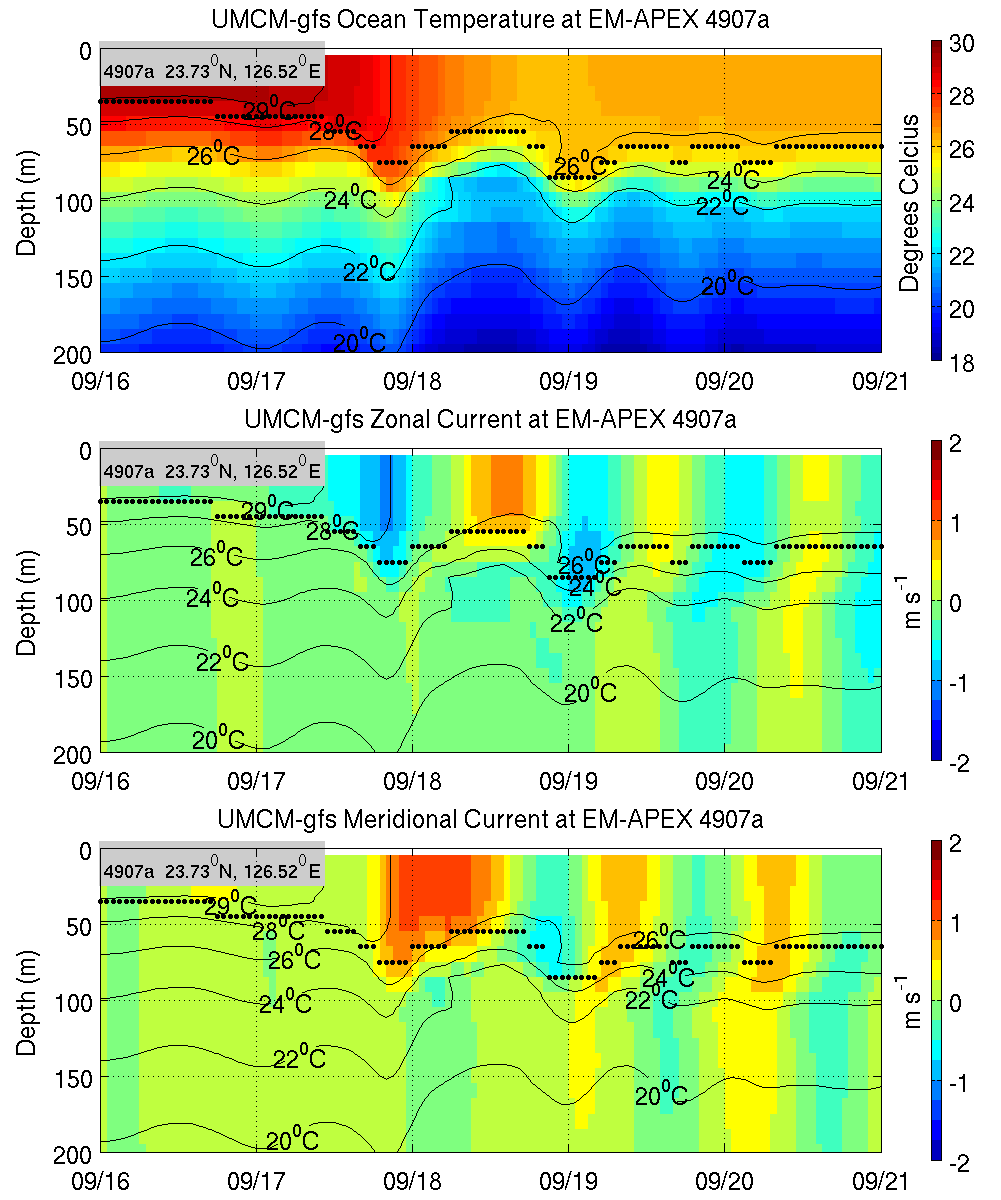 UMCM-gfs Ocean Temperature at EM-APEX 4907a
4907a 23.73⁰N, 126.52⁰E
0
50
100
150
200
Depth (m)
29⁰C
28⁰C
26⁰C
26⁰C
24⁰C
24⁰C
22⁰C
22⁰C
20⁰C
20⁰C
09/16 09/17 09/18 09/19 09/20 09/21
30
28
26
24
22
20
18
Degrees Celcius
UMCM-gfs Zonal Current at EM-APEX 4907a
4907a 23.73⁰N, 126.52⁰E
0
50
100
150
200
Depth (m)
29⁰C
28⁰C
26⁰C
26⁰C
24⁰C
24⁰C
22⁰C
22⁰C
20⁰C
20⁰C
09/16 09/17 09/18 09/19 09/20 09/21
2
1
0
-1
-2
m s⁻¹
UMCM-gfs Meridional Current at EM-APEX 4907a
4907a 23.73⁰N, 126.52⁰E
0
50
100
150
200
Depth (m)
29⁰C
28⁰C
26⁰C
26⁰C
24⁰C
24⁰C
22⁰C
22⁰C
20⁰C
20⁰C
09/16 09/17 09/18 09/19 09/20 09/21
2
1
0
-1
-2
m s⁻¹